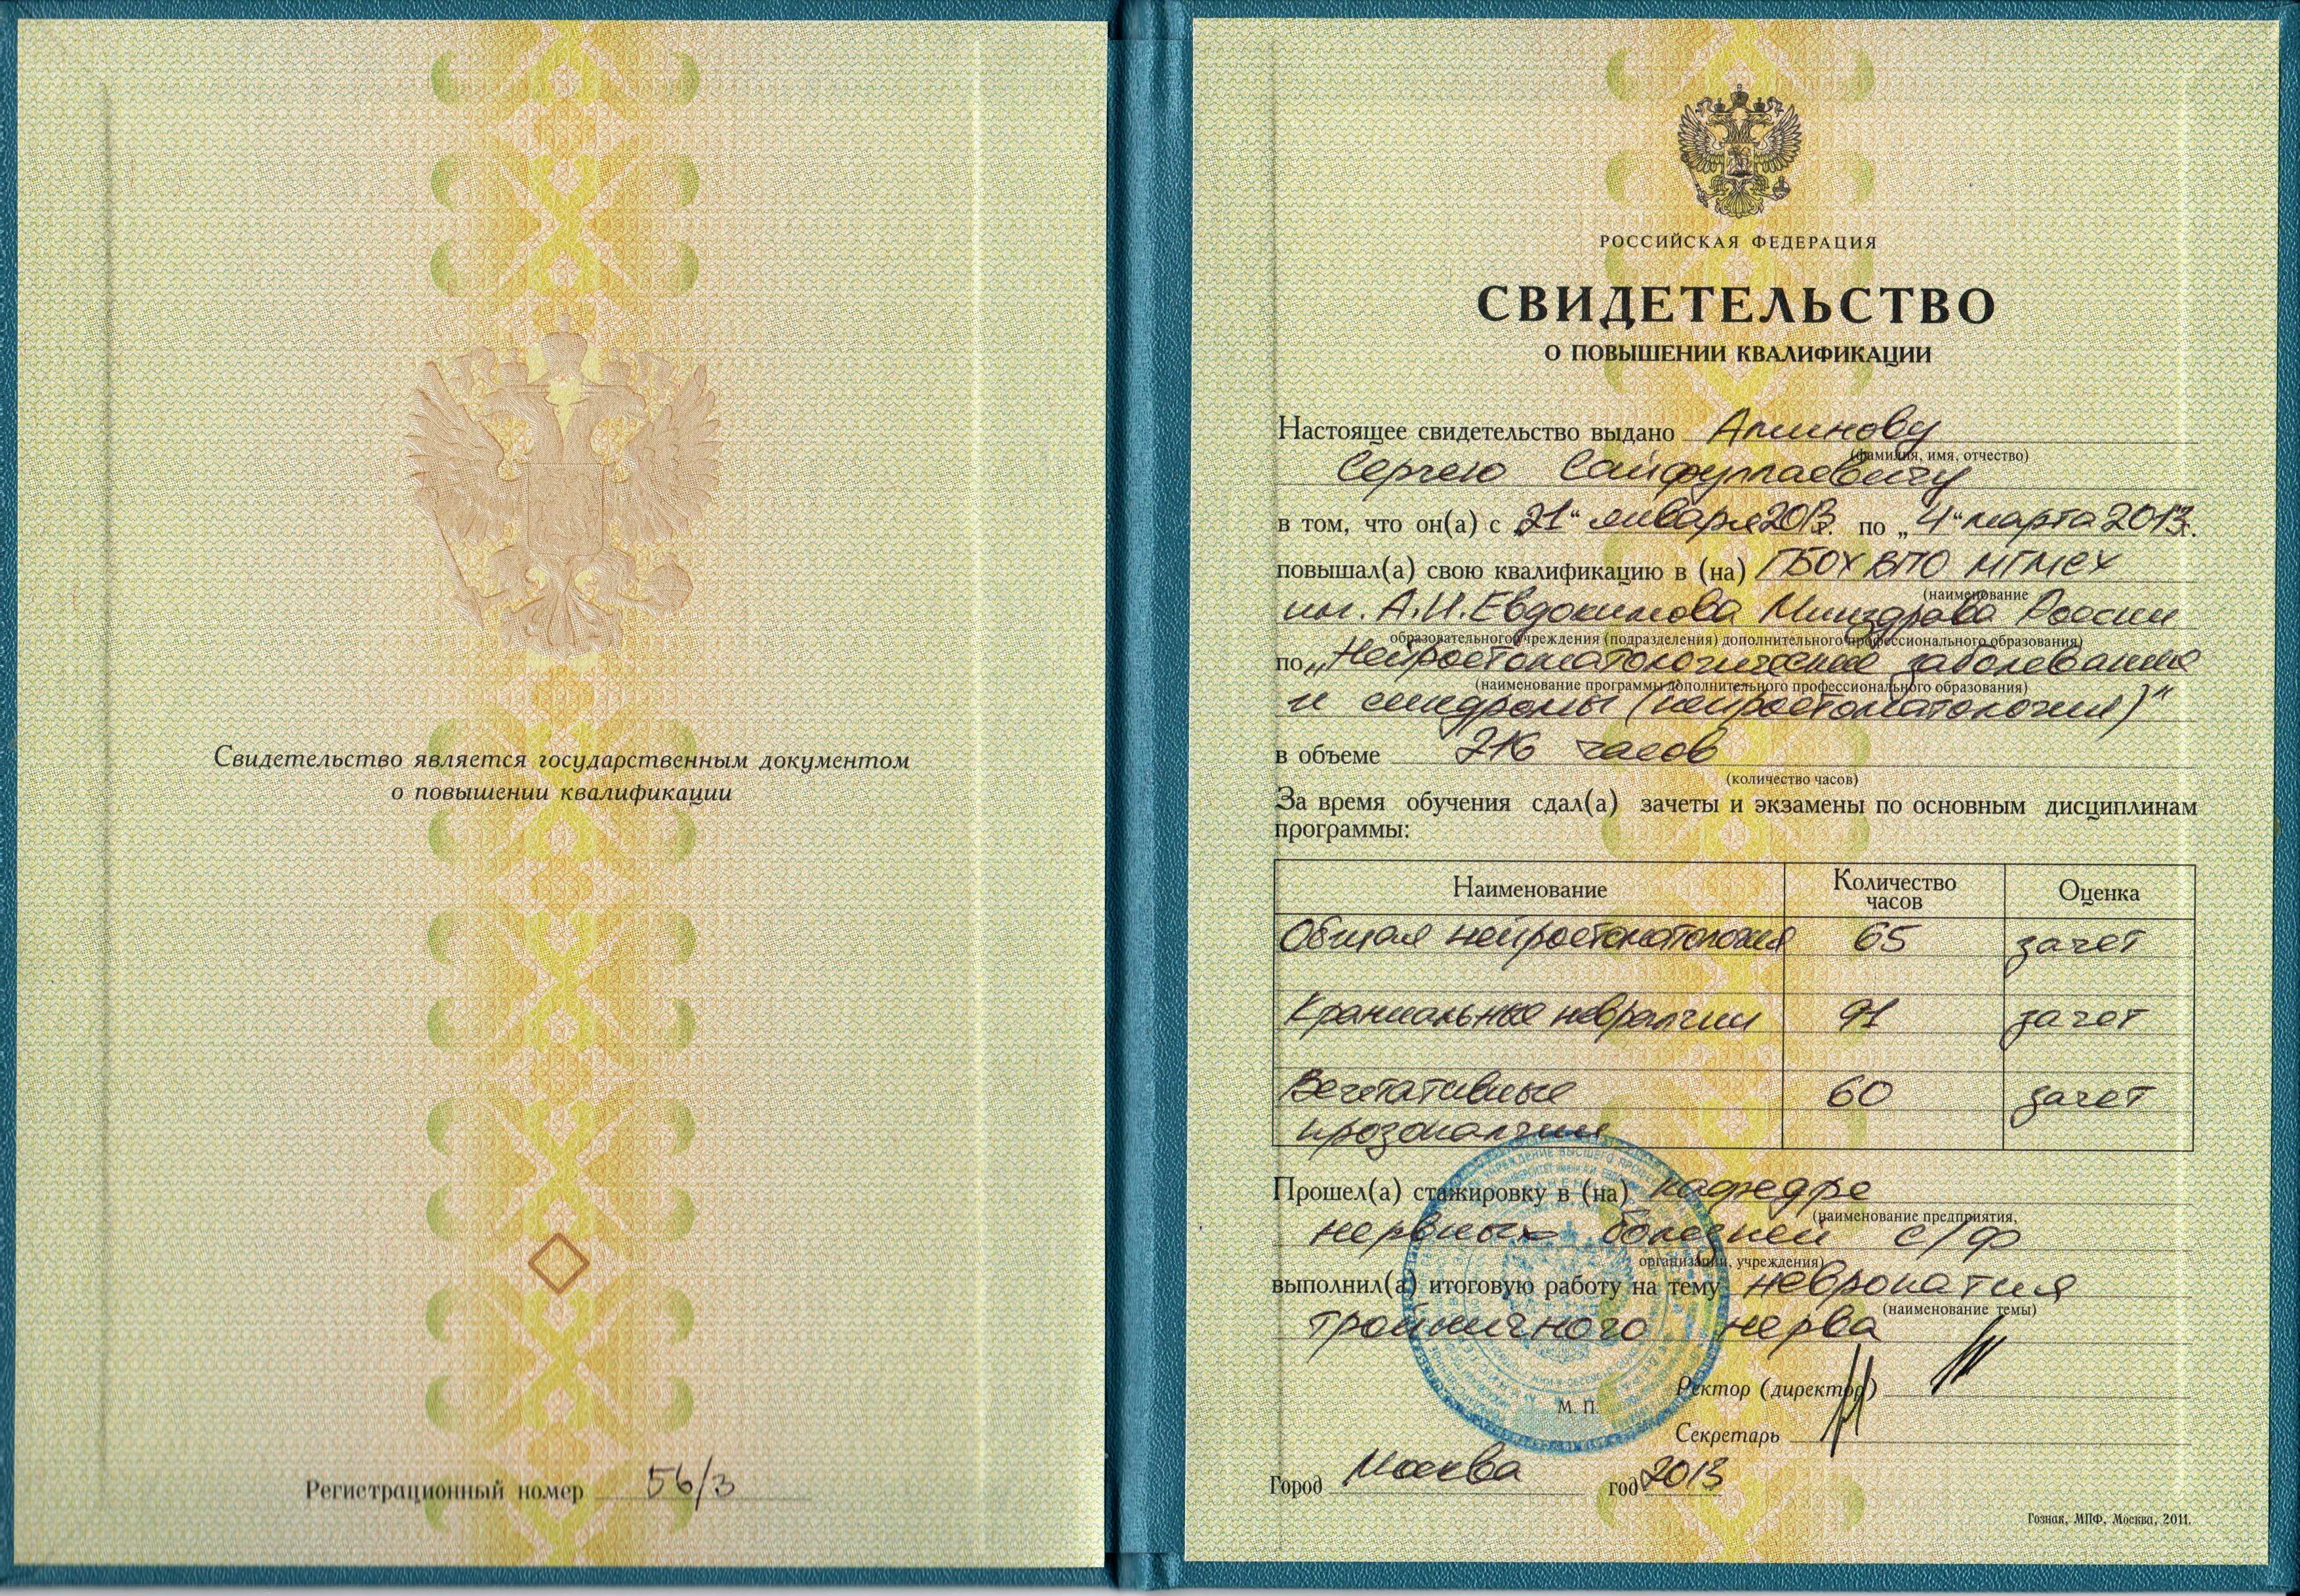 Свидетельство является государственным документом
о повышении квалификации
Регистрационный номер 56/3
РОССИЙСКАЯ ФЕДЕРАЦИЯ
СВИДЕТЕЛЬСТВО
О ПОВЫШЕНИИ КВАЛИФИКАЦИИ
Настоящее свидетельство выдано Аминову
(фамилия, имя, отчество)
Сергею Сайфуллаевичу
в том, что он(а) с „21“ января 2013 г. по „4“ марта 2013 г.
повышал(а) свою квалификацию в (на) ГБОУ ВПО МГМСУ
(наименование
им. А.И. Евдокимова Минздрава России
образовательного учреждения (подразделения) дополнительного профессионального образования)
по „Нейростоматологические заболевания
(наименование программы дополнительного профессионального образования)
и синдромы (нейростоматология)“
в объеме 216 часов
(количество часов)
За время обучения сдал(а) зачеты и экзамены по основным дисциплинам
программы:
Наименование Количество часов Оценка
Общая нейростоматология 65 зачет
Краниальные невралгии 91 зачет
Вегетативные 60 зачет
прозопалгии
Прошел(а) стажировку в (на) кафедре
(наименование предприятия,
нервных болезней с/ф
организации, учреждения)
выполнил(а) итоговую работу на тему невропатия
(наименование темы)
тройничного нерва
Ректор (директор)
М. П.
Секретарь
Город Москва год 2013
Гознак, МПФ, Москва, 2011.